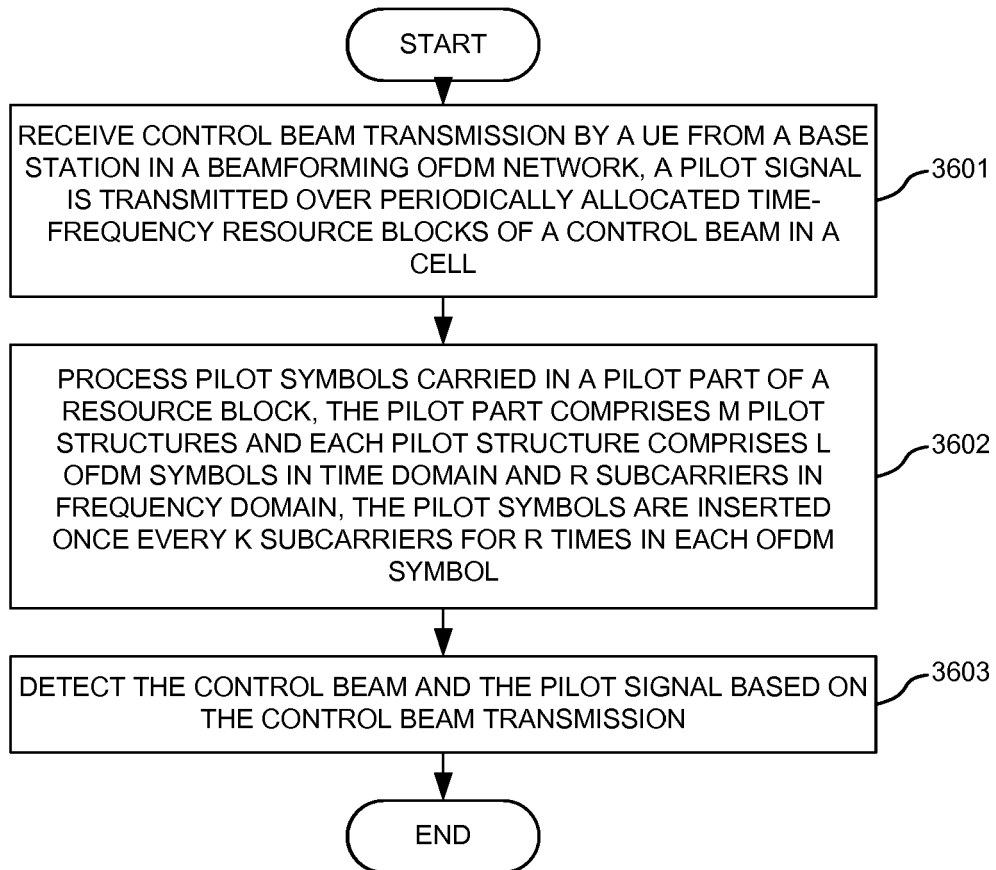 START
RECEIVE CONTROL BEAM TRANSMISSION BY A UE FROM A BASE
STATION IN A BEAMFORMING OFDM NETWORK, A PILOT SIGNAL
IS TRANSMITTED OVER PERIODICALLY ALLOCATED TIME-
FREQUENCY RESOURCE BLOCKS OF A CONTROL BEAM IN A
CELL
3601
PROCESS PILOT SYMBOLS CARRIED IN A PILOT PART OF A
RESOURCE BLOCK, THE PILOT PART COMPRISES M PILOT
STRUCTURES AND EACH PILOT STRUCTURE COMPRISES L
OFDM SYMBOLS IN TIME DOMAIN AND R SUBCARRIERS IN
FREQUENCY DOMAIN, THE PILOT SYMBOLS ARE INSERTED
ONCE EVERY K SUBCARRIERS FOR R TIMES IN EACH OFDM
SYMBOL
3602
DETECT THE CONTROL BEAM AND THE PILOT SIGNAL BASED ON
THE CONTROL BEAM TRANSMISSION
3603
END